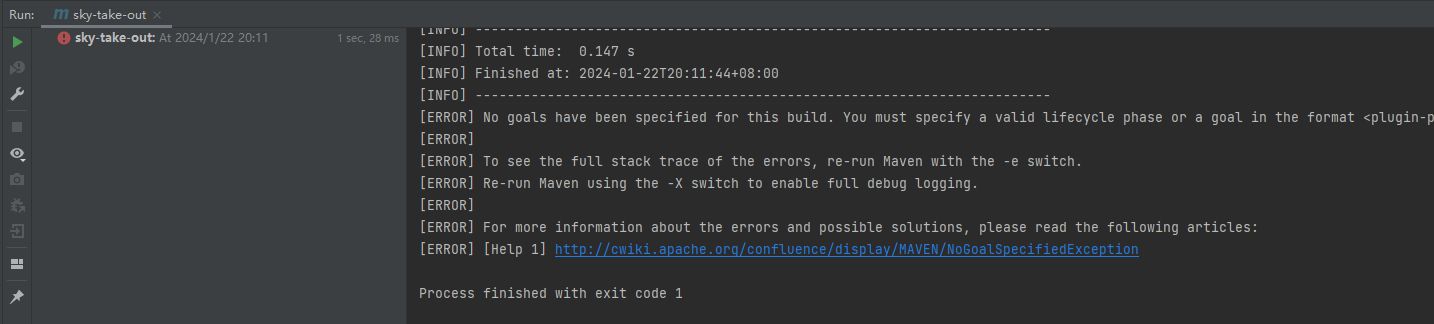 Run: sky-take-out
sky-take-out: At 2024/1/22 20:11 1 sec, 28 ms
[INFO] ------------------------------------------------------------------------
[INFO] Total time:  0.147 s
[INFO] Finished at: 2024-01-22T20:11:44+08:00
[INFO] ------------------------------------------------------------------------
[ERROR] No goals have been specified for this build. You must specify a valid lifecycle phase or a goal in the format <plugin-p
[ERROR]
[ERROR] To see the full stack trace of the errors, re-run Maven with the -e switch.
[ERROR] Re-run Maven using the -X switch to enable full debug logging.
[ERROR]
[ERROR] For more information about the errors and possible solutions, please read the following articles:
[ERROR] [Help 1] http://cwiki.apache.org/confluence/display/MAVEN/NoGoalSpecifiedException
Process finished with exit code 1